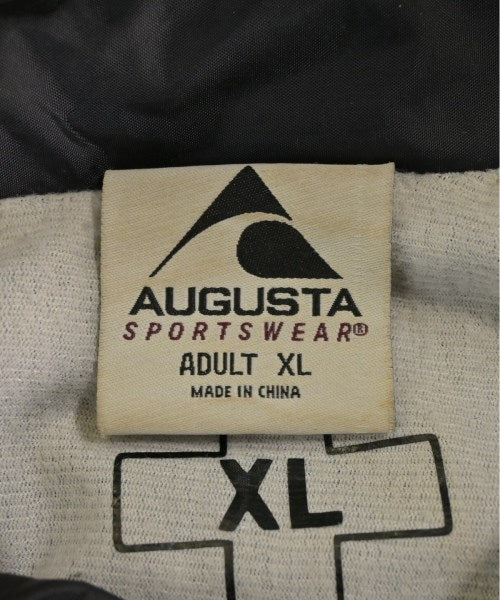 AUGUSTA
SPORTSWEAR®
ADULT XL
MADE IN CHINA
XL